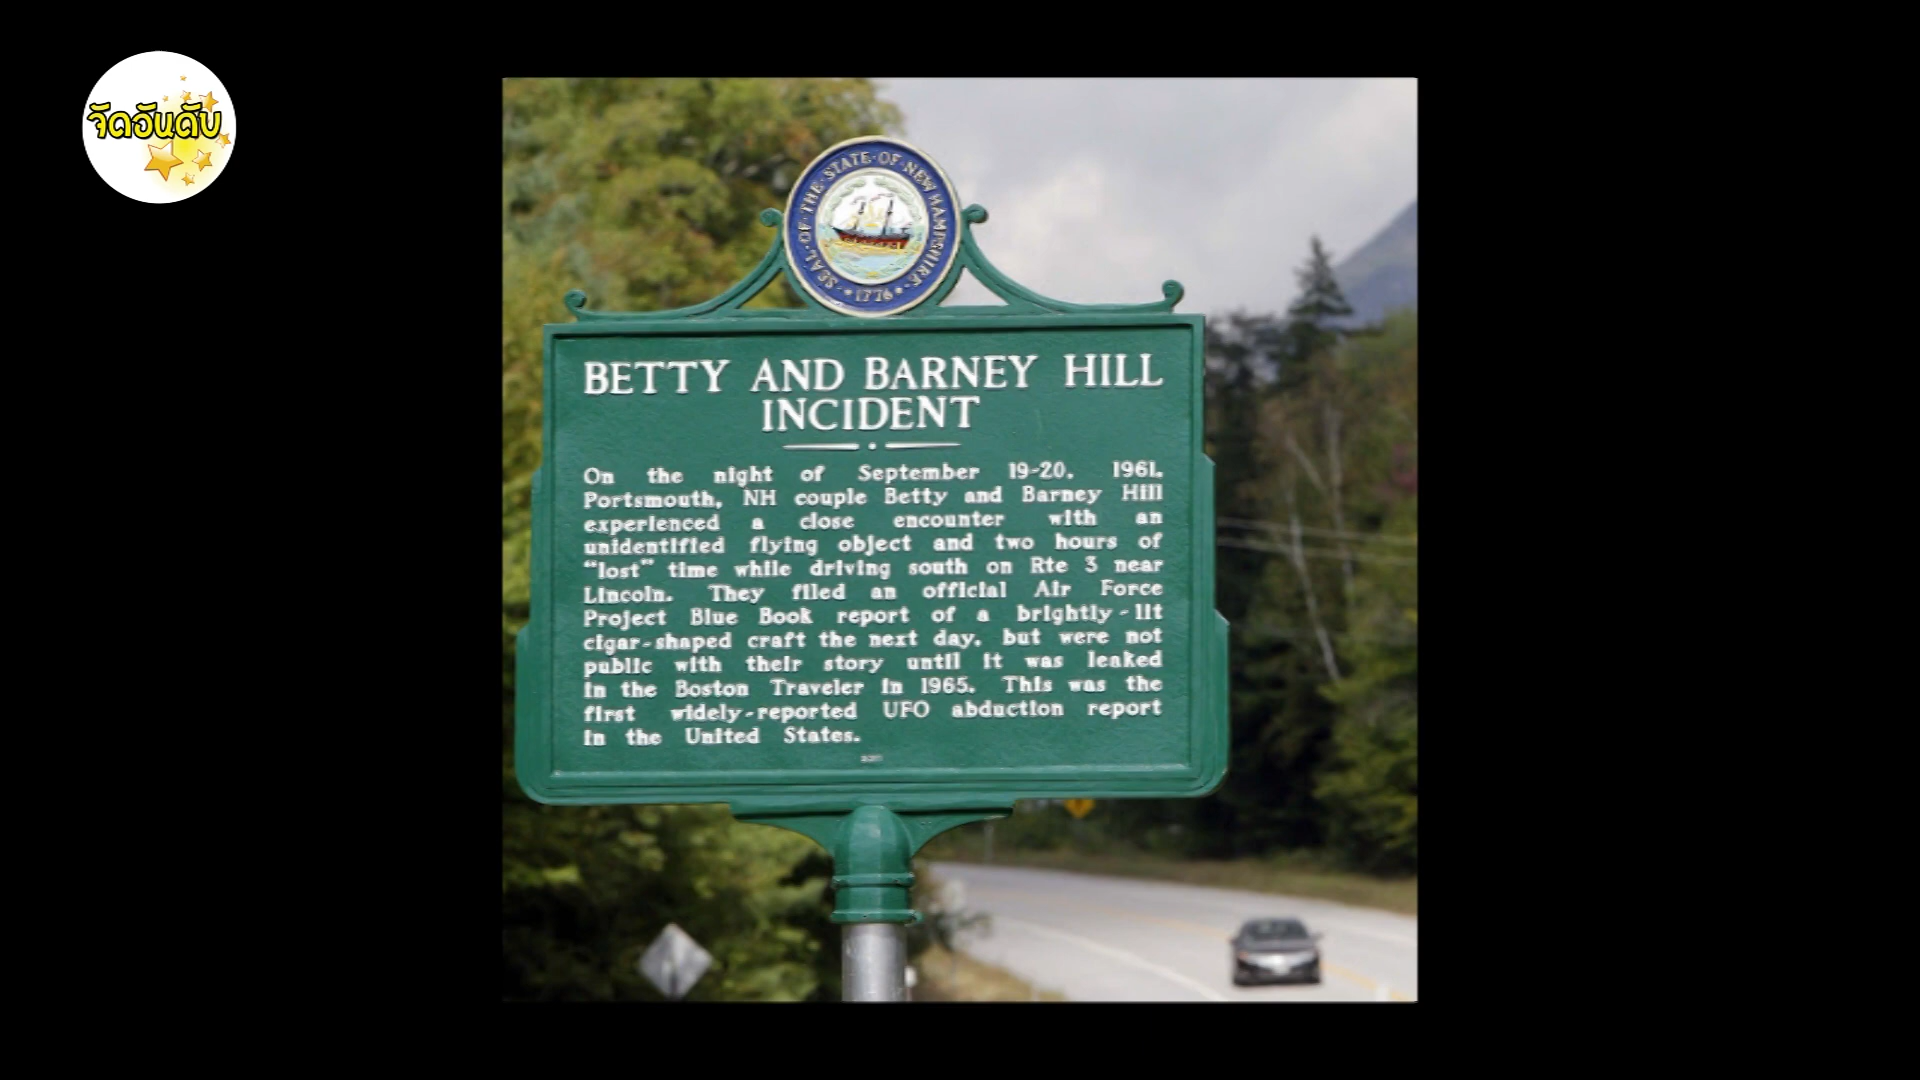 จัดอันดับ
SEAL·OF·THE·STATE·OF·NEW HAMPSHIRE·
·1776·
BETTY AND BARNEY HILL
INCIDENT
On the night of September 19-20, 1961,
Portsmouth, NH couple Betty and Barney Hill
experienced a close encounter with an
unidentified flying object and two hours of
"lost" time while driving south on Rte 3 near
Lincoln. They filed an official Air Force
Project Blue Book report of a brightly-lit
cigar-shaped craft the next day, but were not
public with their story until it was leaked
in the Boston Traveler in 1965. This was the
first widely-reported UFO abduction report
in the United States.